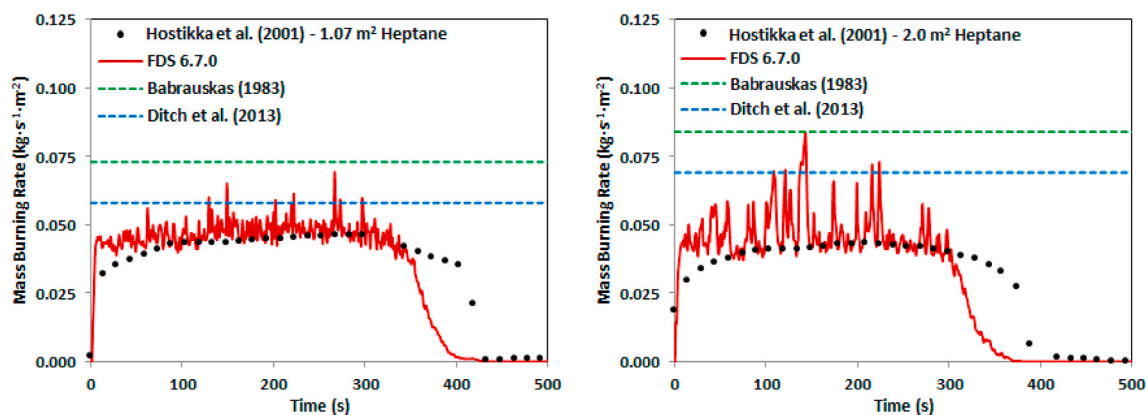 Mass Burning Rate (kg·s⁻¹·m²)
0.125
0.100
0.075
0.050
0.025
0.000
Hostikka et al. (2001) - 1.07 m² Heptane
FDS 6.7.0
Babrauskas (1983)
Ditch et al. (2013)
0 100 200 300 400 500
Time (s)
Mass Burning Rate (kg·s⁻¹·m²)
0.125
0.100
0.075
0.050
0.025
0.000
Hostikka et al. (2001) - 2.0 m² Heptane
FDS 6.7.0
Babrauskas (1983)
Ditch et al. (2013)
0 100 200 300 400 500
Time (s)